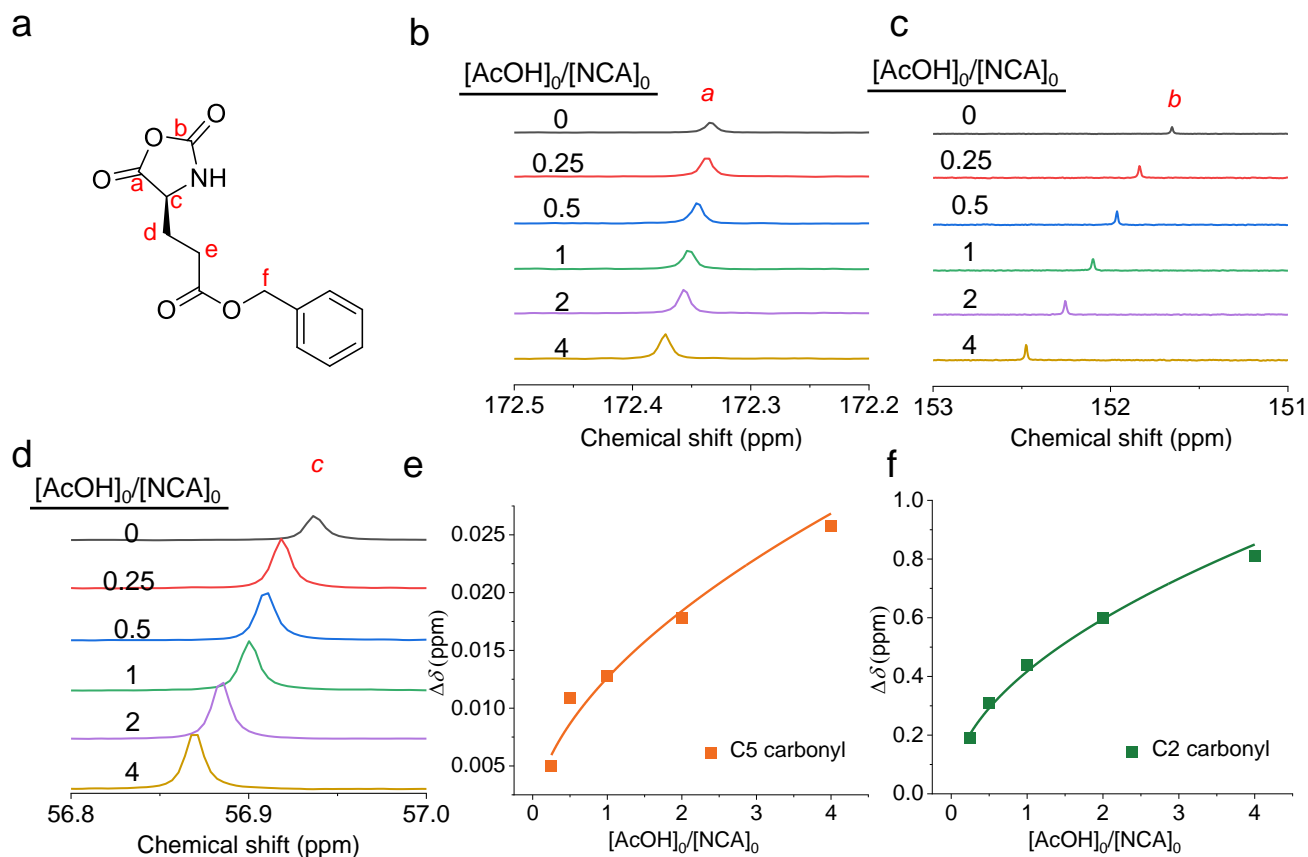 a
O
b
O
O
a
NH
c
d
e
O
O
f
b
[AcOH]₀/[NCA]₀
a
0
0.25
0.5
1
2
4
172.5 172.4 172.3 172.2
Chemical shift (ppm)
c
[AcOH]₀/[NCA]₀
b
0
0.25
0.5
1
2
4
153 152 151
Chemical shift (ppm)
d
[AcOH]₀/[NCA]₀
c
0
0.25
0.5
1
2
4
56.8 56.9 57.0
Chemical shift (ppm)
e
Δδ (ppm)
0.025
0.020
0.015
0.010
0.005
C5 carbonyl
0 1 2 3 4
[AcOH]₀/[NCA]₀
f
Δδ (ppm)
1.0
0.8
0.6
0.4
0.2
0.0
C2 carbonyl
0 1 2 3 4
[AcOH]₀/[NCA]₀